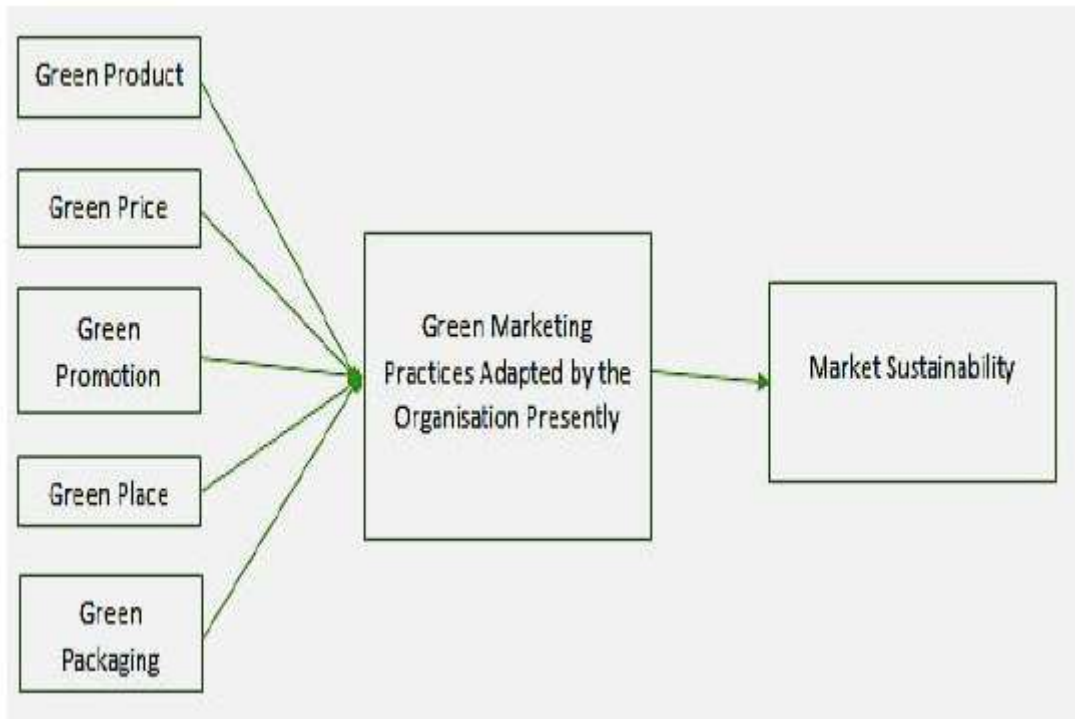 Green Product
Green Price
Green
Promotion
Green Place
Green
Packaging
Green Marketing
Practices Adapted by the
Organisation Presently
Market Sustainability